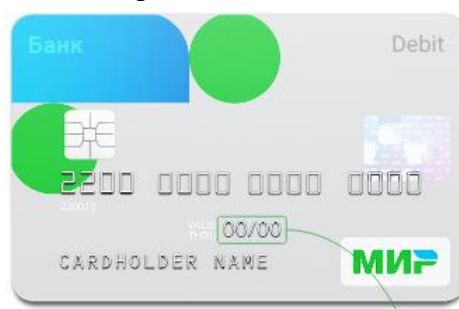 Банк Debit
2200 0000 0000 0000
220012
VALID THRU 00/00
CARDHOLDER NAME
МИР